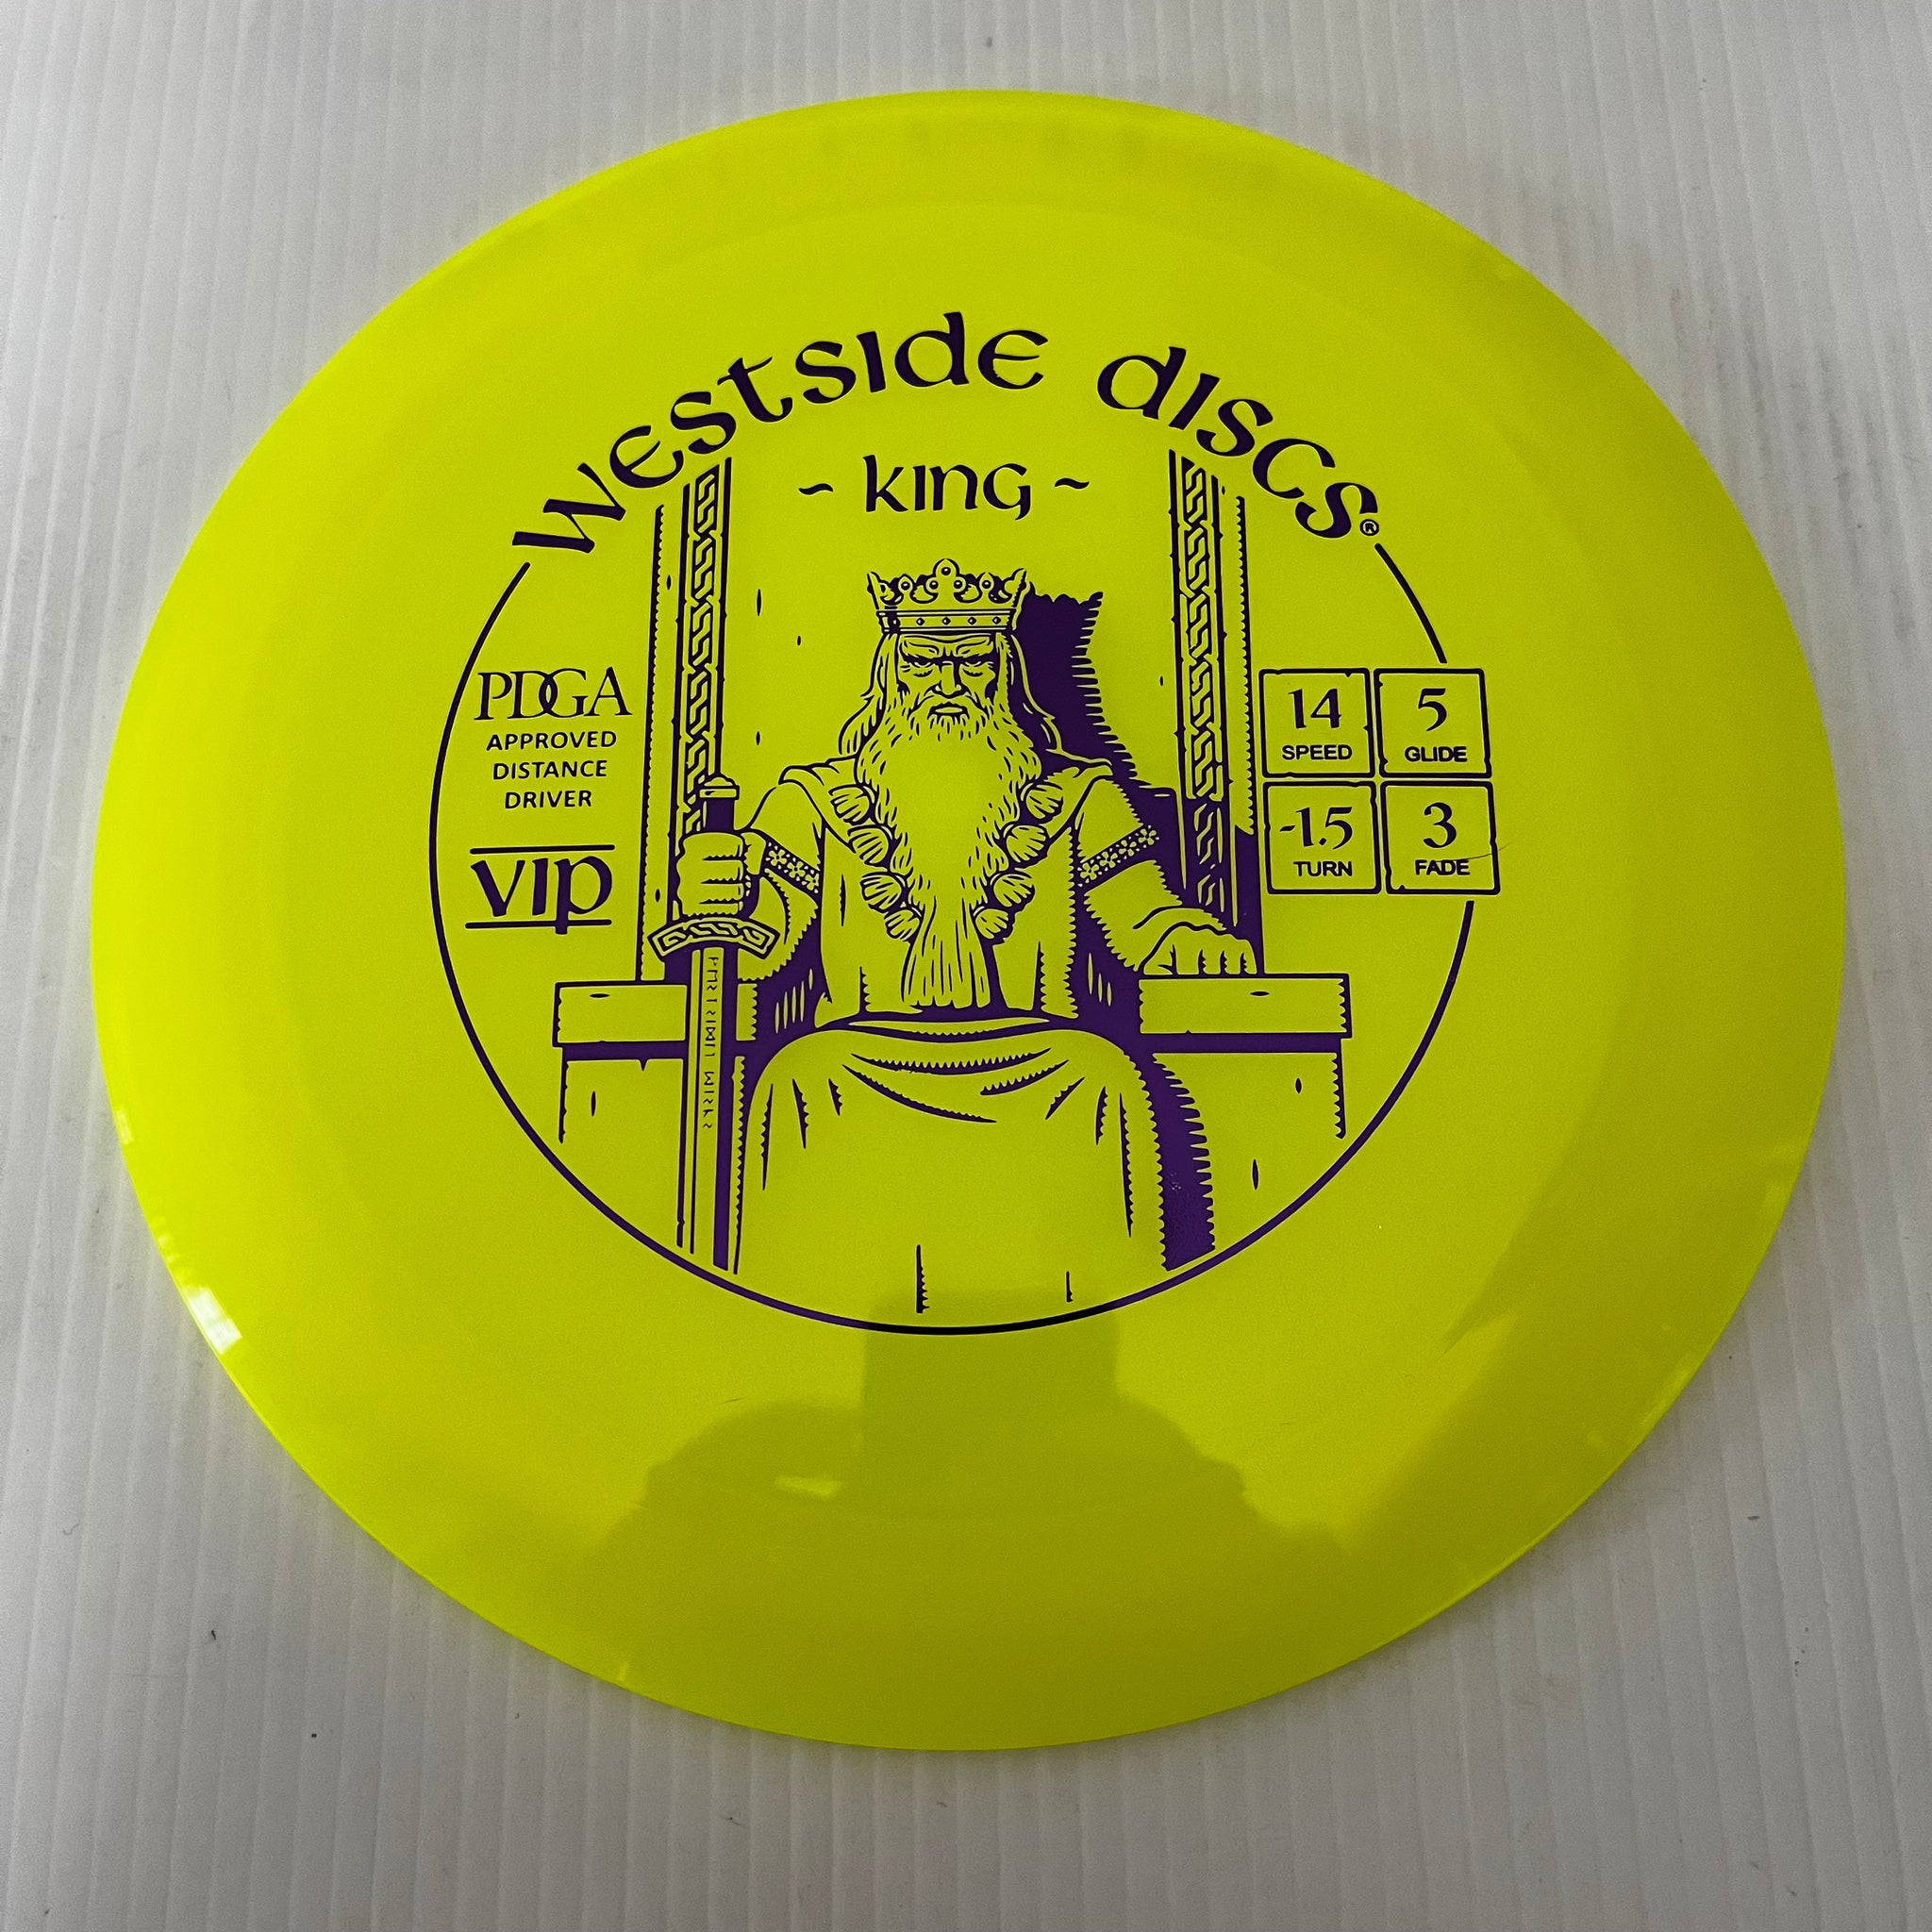 Westside Discs®
~ King ~
PDGA
APPROVED
DISTANCE
DRIVER
VIP
14
SPEED
5
GLIDE
-1.5
TURN
3
FADE